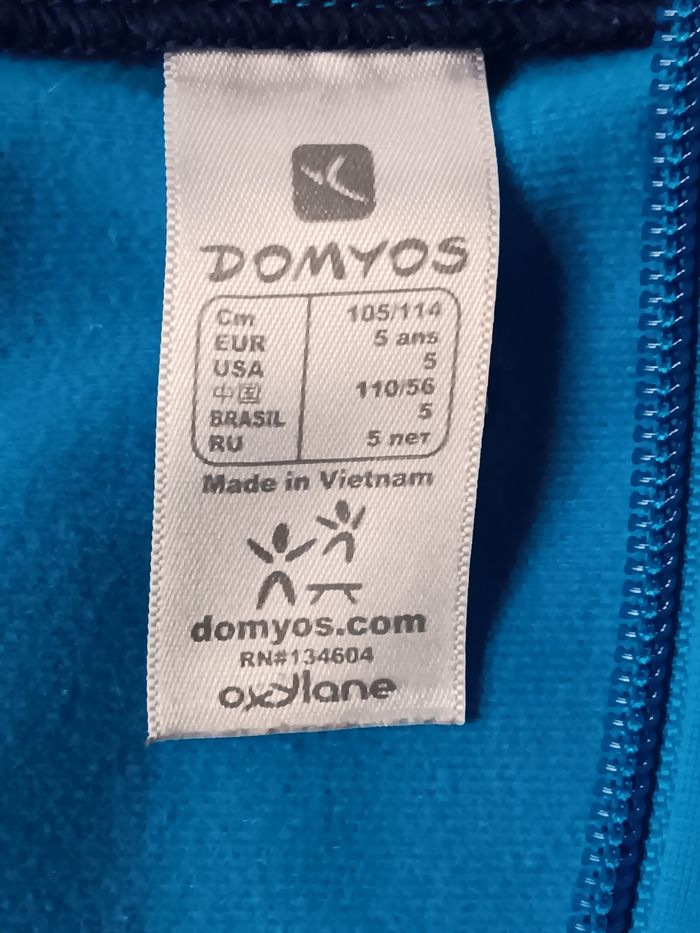 DOMYOS
Cm 105/114
EUR 5 ans
USA 5
中国 110/56
BRASIL 5
RU 5 лет
Made in Vietnam
domyos.com
RN#134604
oxylane